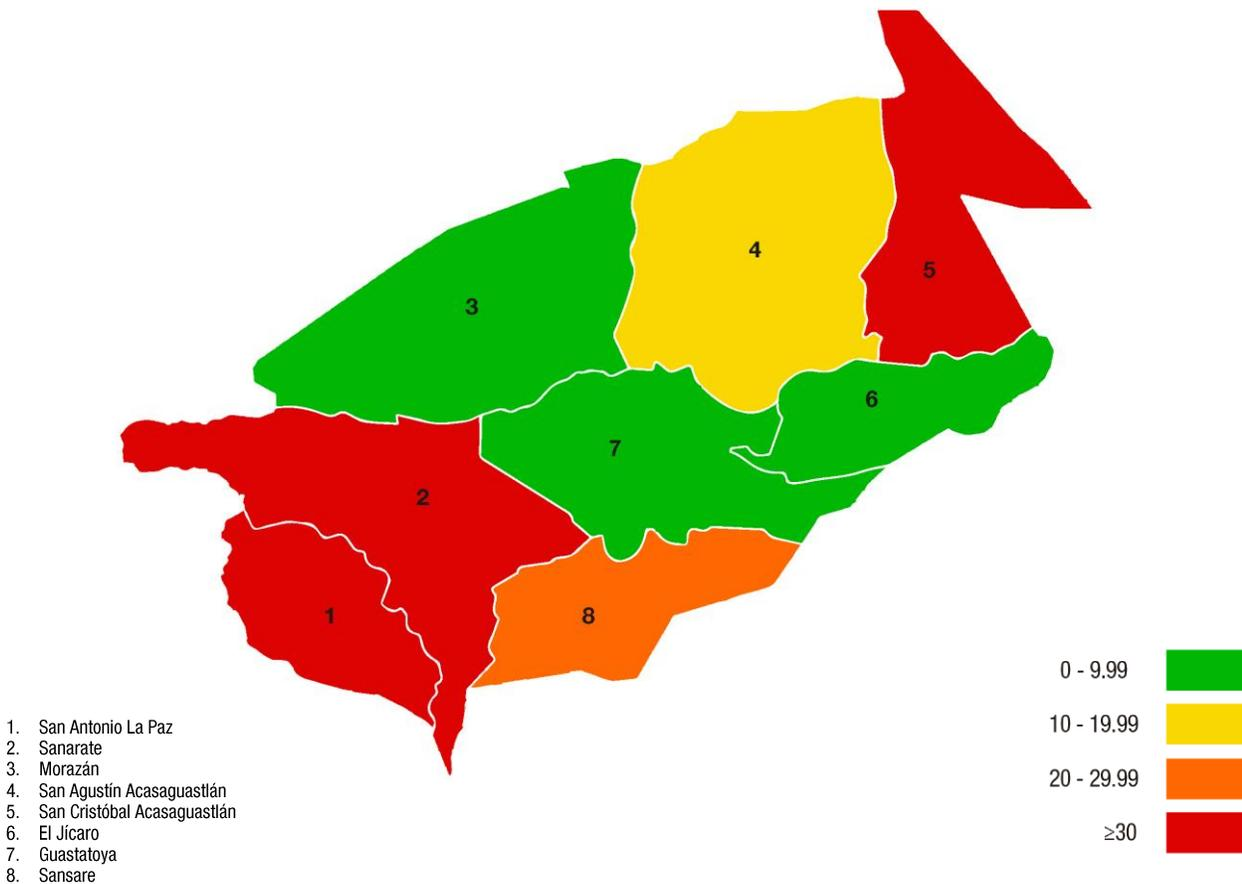 4
5
3
6
7
2
1
8
0 - 9.99
10 - 19.99
20 - 29.99
≥30
1. San Antonio La Paz
2. Sanarate
3. Morazán
4. San Agustín Acasaguastlán
5. San Cristóbal Acasaguastlán
6. El Jícaro
7. Guastatoya
8. Sansare